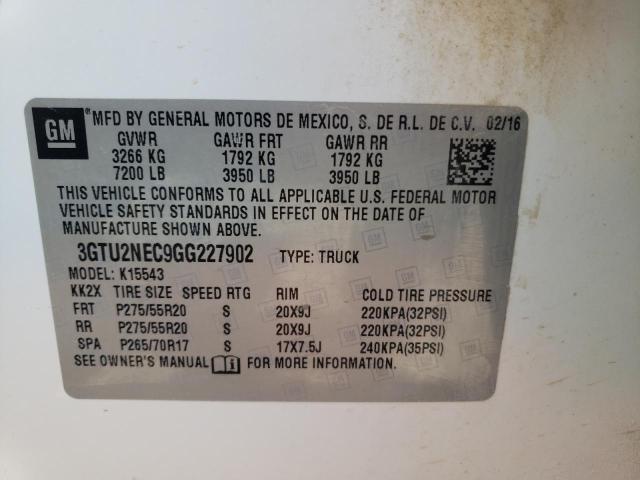 GM ® MFD BY GENERAL MOTORS DE MEXICO, S. DE R.L. DE C.V. 02/16
GVWR GAWR FRT GAWR RR
3266 KG 1792 KG 1792 KG
7200 LB 3950 LB 3950 LB
THIS VEHICLE CONFORMS TO ALL APPLICABLE U.S. FEDERAL MOTOR
VEHICLE SAFETY STANDARDS IN EFFECT ON THE DATE OF
MANUFACTURE SHOWN ABOVE.
3GTU2NEC9GG227902 TYPE: TRUCK
MODEL: K15543
KK2X TIRE SIZE SPEED RTG RIM COLD TIRE PRESSURE
FRT P275/55R20 S 20X9J 220KPA(32PSI)
RR P275/55R20 S 20X9J 220KPA(32PSI)
SPA P265/70R17 S 17X7.5J 240KPA(35PSI)
SEE OWNER'S MANUAL FOR MORE INFORMATION.